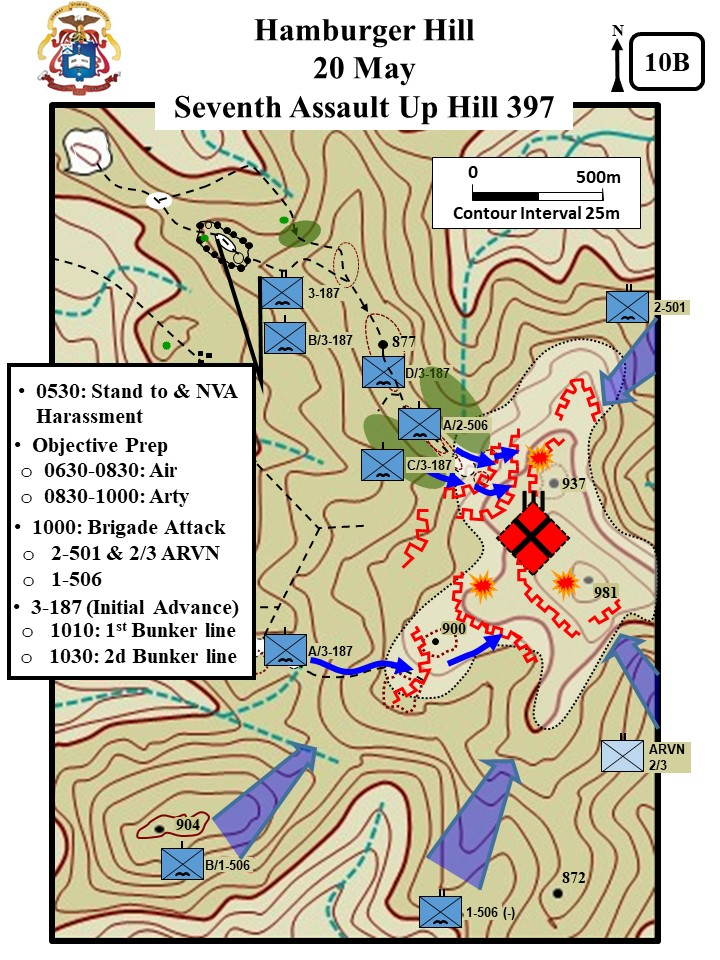 Hamburger Hill
20 May
Seventh Assault Up Hill 397
N
10B
0 500m
Contour Interval 25m
3-187
2-501
B/3-187
877
D/3-187
A/2-506
C/3-187
937
981
900
A/3-187
• 0530: Stand to & NVA
Harassment
• Objective Prep
o 0630-0830: Air
o 0830-1000: Arty
• 1000: Brigade Attack
o 2-501 & 2/3 ARVN
o 1-506
• 3-187 (Initial Advance)
o 1010: 1st Bunker line
o 1030: 2d Bunker line
ARVN
2/3
904
B/1-506
872
1-506 (-)